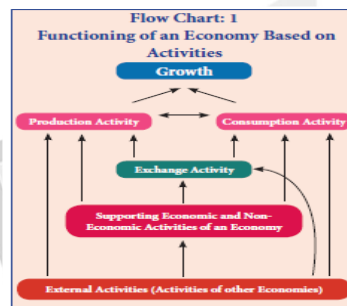 Flow Chart: 1
Functioning of an Economy Based on
Activities
Growth
Production Activity
Consumption Activity
Exchange Activity
Supporting Economic and Non-
Economic Activities of an Economy
External Activities (Activities of other Economies)